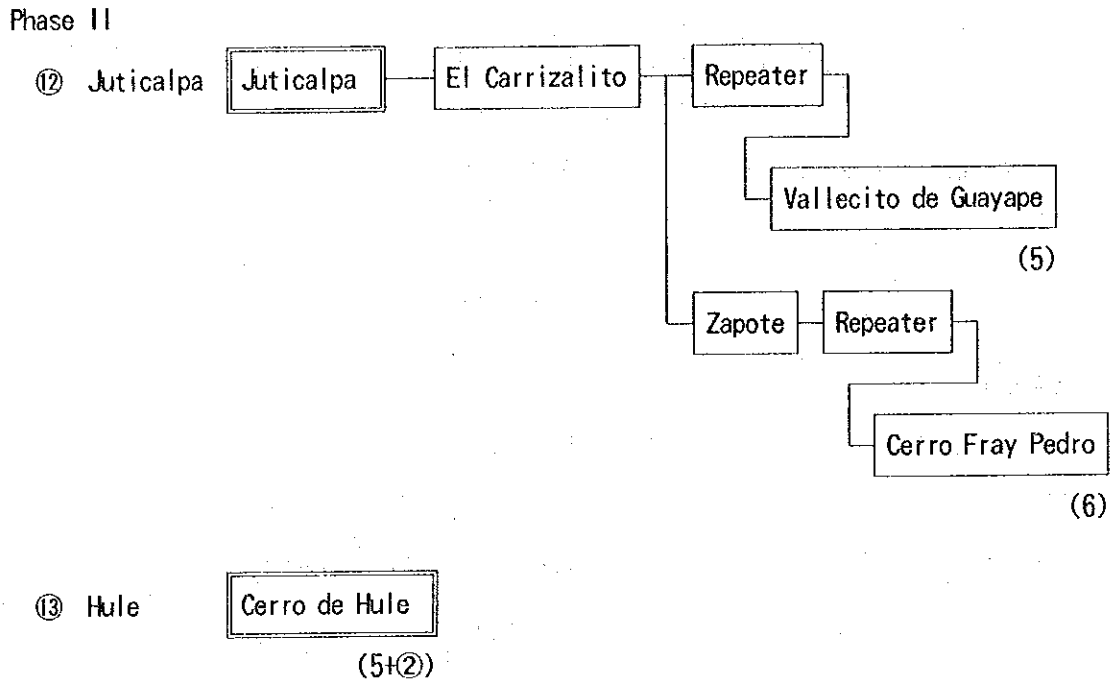 Phase II
⑫ Juticalpa Juticalpa El Carrizalito Repeater
Vallecito de Guayape
(5)
Zapote Repeater
Cerro Fray Pedro
(6)
⑬ Hule Cerro de Hule
(5+②)